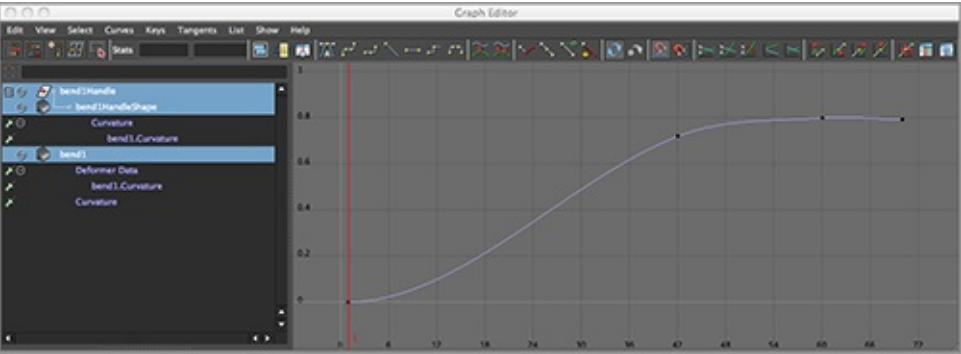 Graph Editor
Edit View Select Curves Keys Tangents List Show Help
Stats
bend1Handle
bend1HandleShape
Curvature
bend1.Curvature
bend1
Deformer Data
bend1.Curvature
Curvature
1
0.8
0.6
0.4
0.2
0
1
0 6 12 18 24 30 36 42 48 54 60 66 72